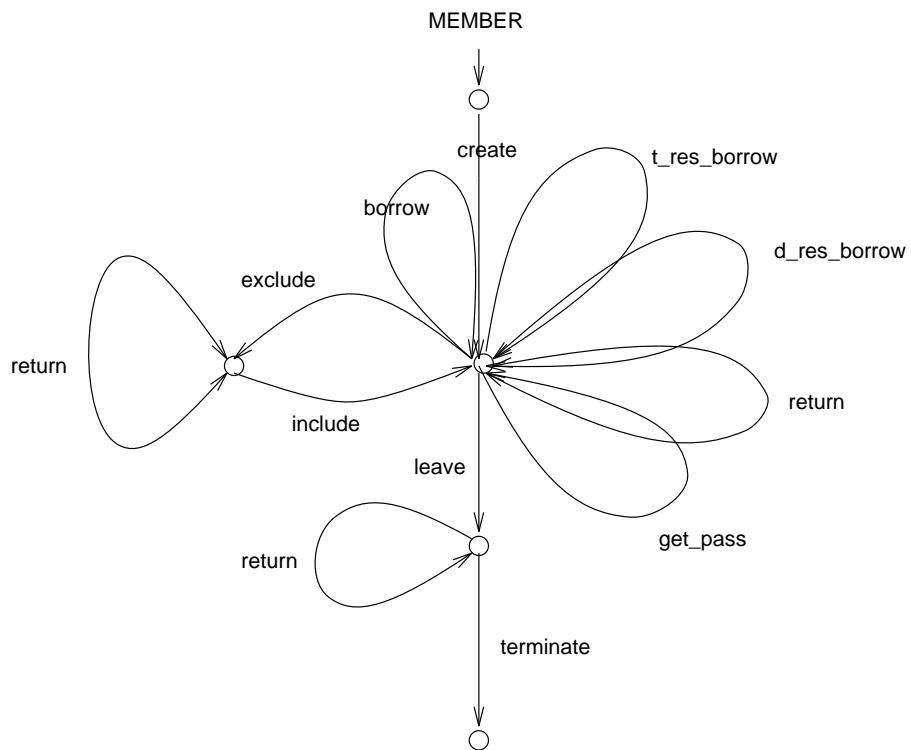 MEMBER
create
t_res_borrow
borrow
d_res_borrow
exclude
return
return
include
leave
get_pass
return
terminate